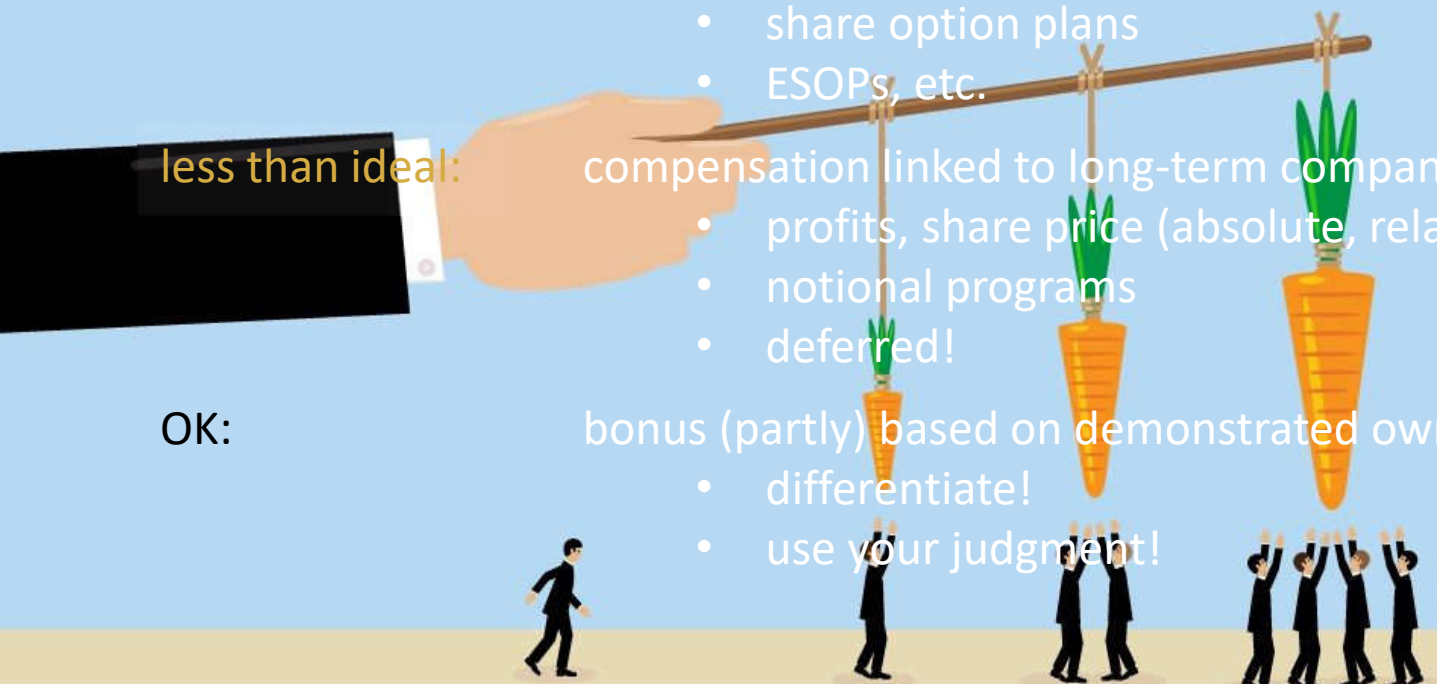 • share option plans
• ESOPs, etc.
less than ideal: compensation linked to long-term compan
• profits, share price (absolute, rela
• notional programs
• deferred!
OK: bonus (partly) based on demonstrated ow
• differentiate!
• use your judgment!